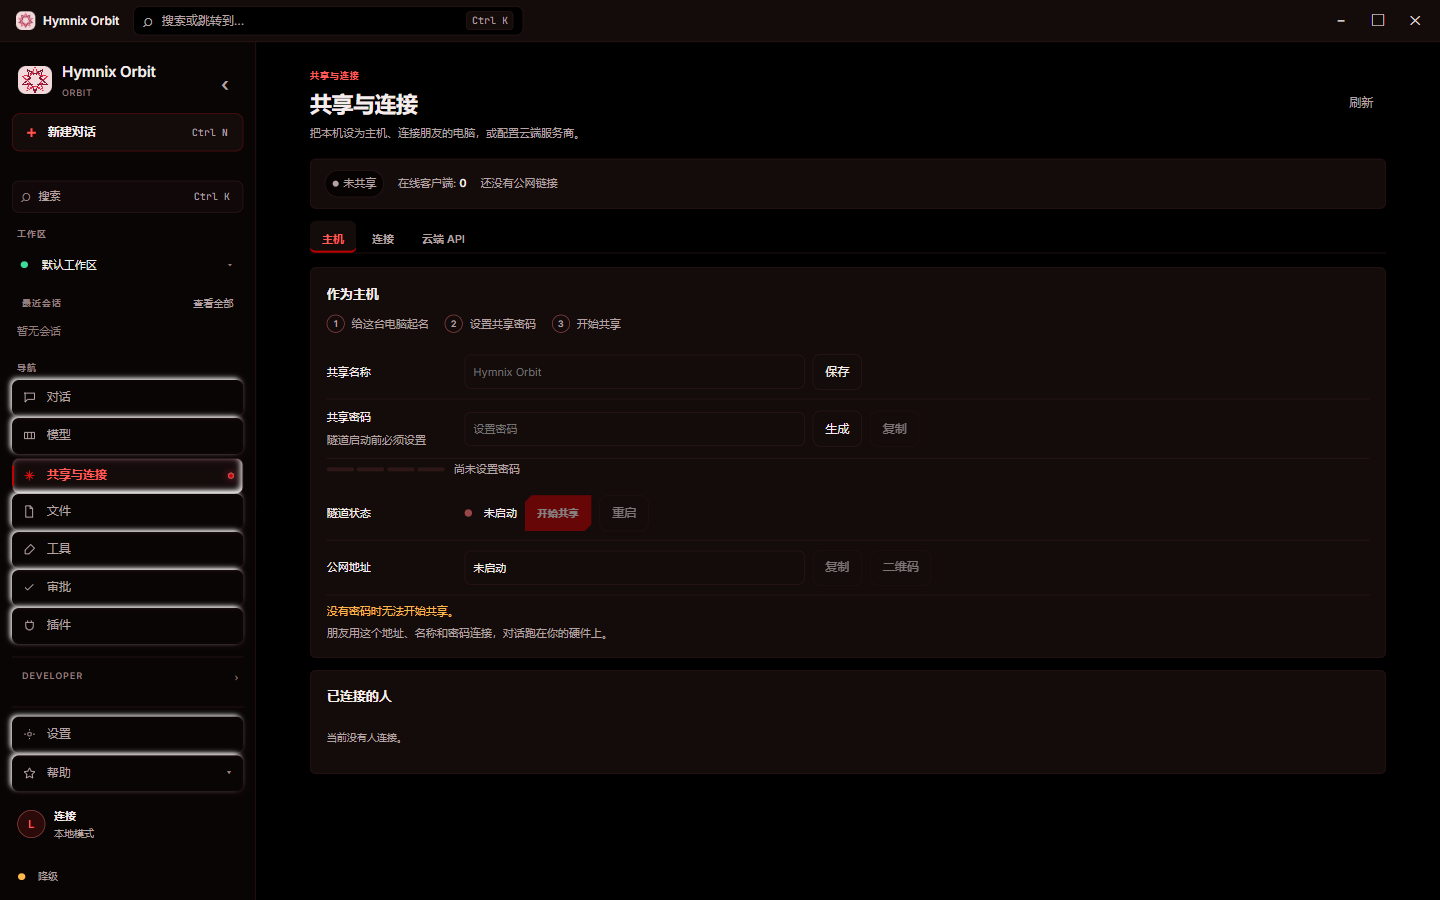 Hymnix Orbit
搜索或跳转到...
Ctrl K
Hymnix Orbit
ORBIT
新建对话
Ctrl N
搜索
Ctrl K
工作区
默认工作区
最近会话
查看全部
暂无会话
导航
对话
模型
共享与连接
文件
工具
审批
插件
DEVELOPER
设置
帮助
L
连接
本地模式
降级
共享与连接
共享与连接
刷新
把本机设为主机、连接朋友的电脑，或配置云端服务商。
未共享
在线客户端: 0
还没有公网链接
主机
连接
云端 API
作为主机
1 给这台电脑起名
2 设置共享密码
3 开始共享
共享名称
Hymnix Orbit
保存
共享密码
隧道启动前必须设置
设置密码
生成
复制
尚未设置密码
隧道状态
未启动
开始共享
重启
公网地址
未启动
复制
二维码
没有密码时无法开始共享。
朋友用这个地址、名称和密码连接，对话跑在你的硬件上。
已连接的人
当前没有人连接。